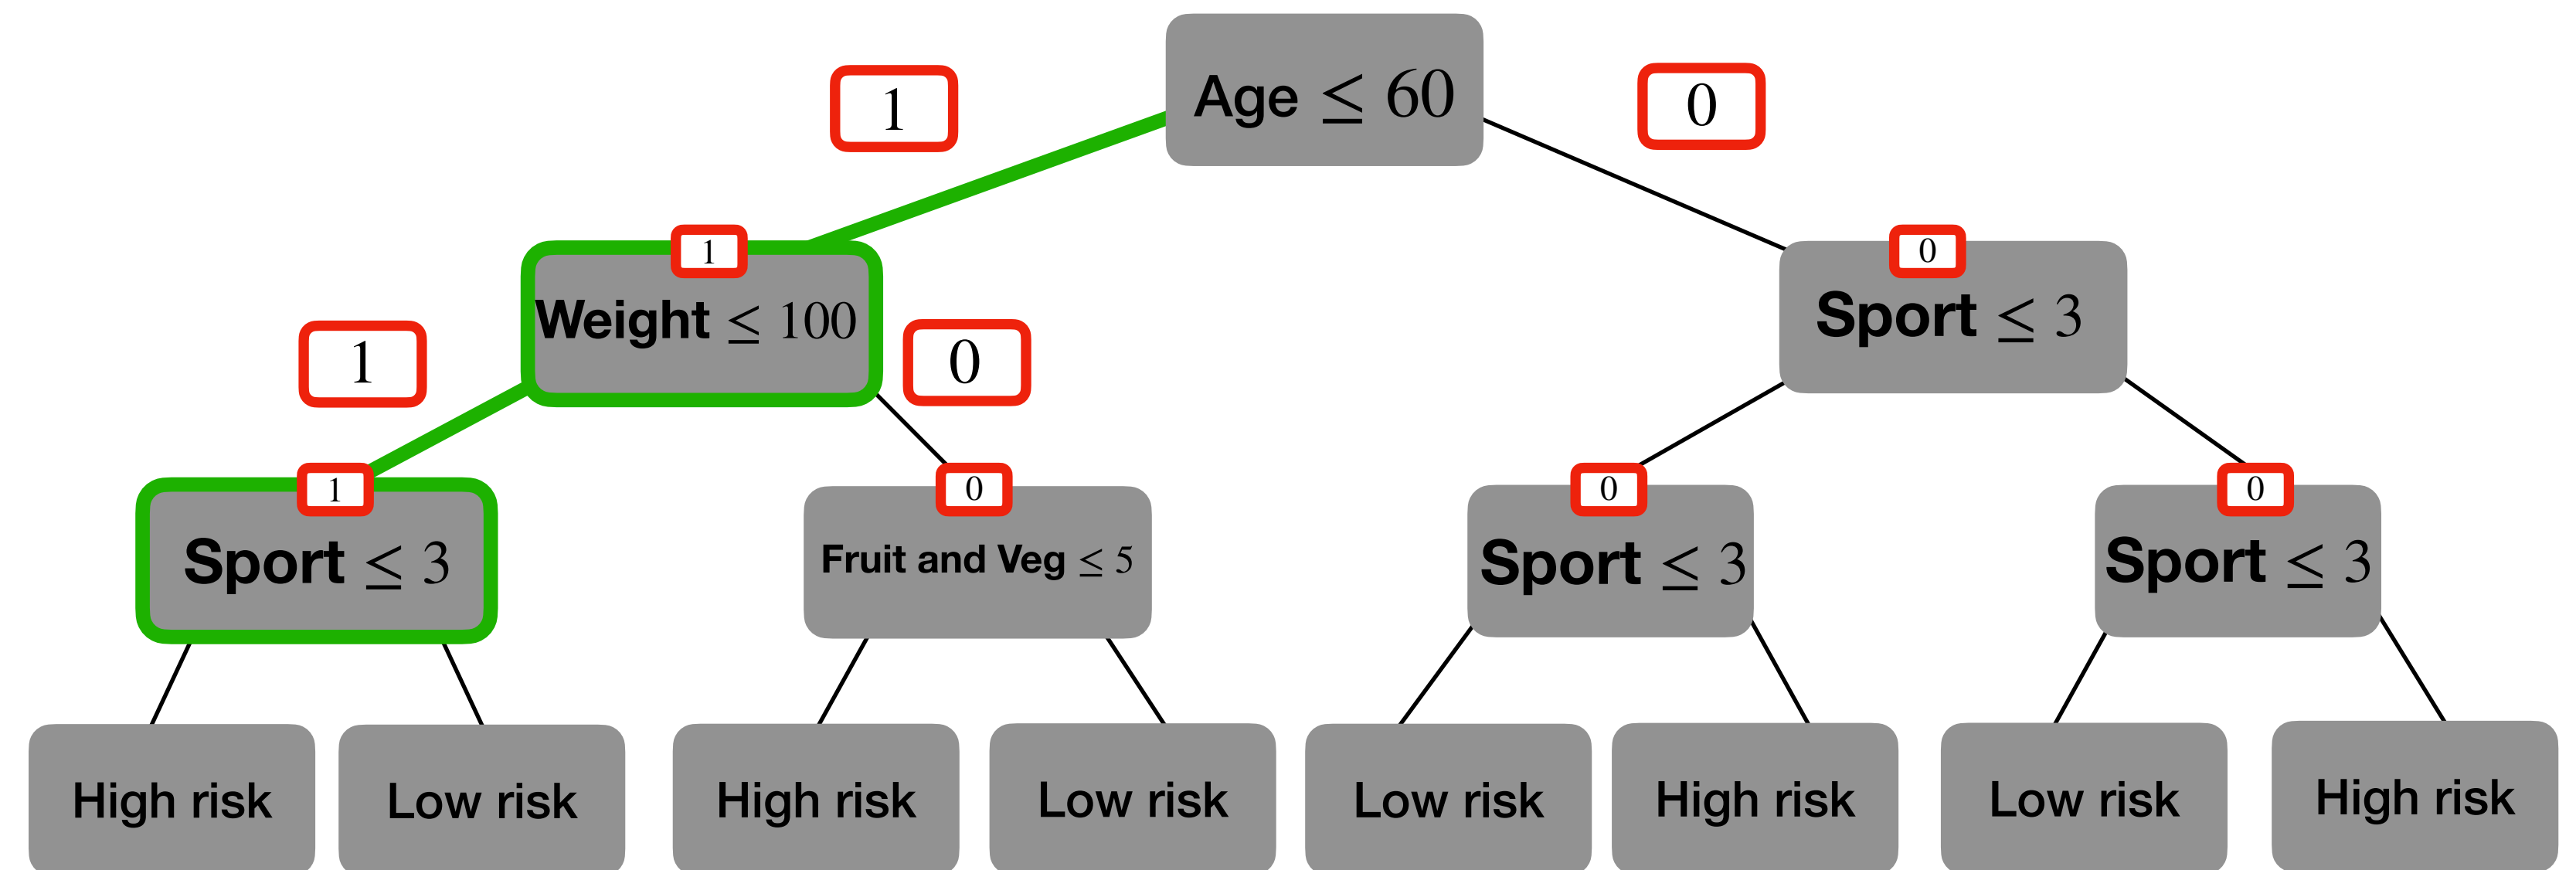 Age ≤ 60
1
0
1
0
Weight ≤ 100
Sport ≤ 3
1
0
1
0
0
0
Sport ≤ 3
Fruit and Veg ≤ 5
Sport ≤ 3
Sport ≤ 3
High risk
Low risk
High risk
Low risk
Low risk
High risk
Low risk
High risk